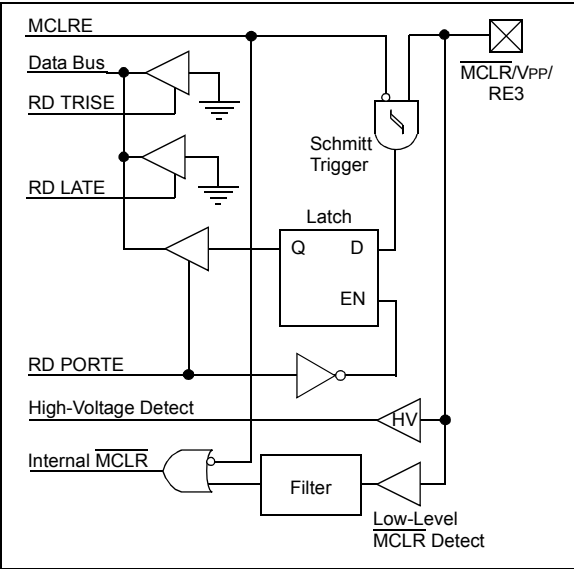 MCLRE
Data Bus
RD TRISE
MCLR/VPP/
RE3
Schmitt
Trigger
RD LATE
Latch
Q D
EN
RD PORTE
High-Voltage Detect
HV
Internal MCLR
Filter
Low-Level
MCLR Detect